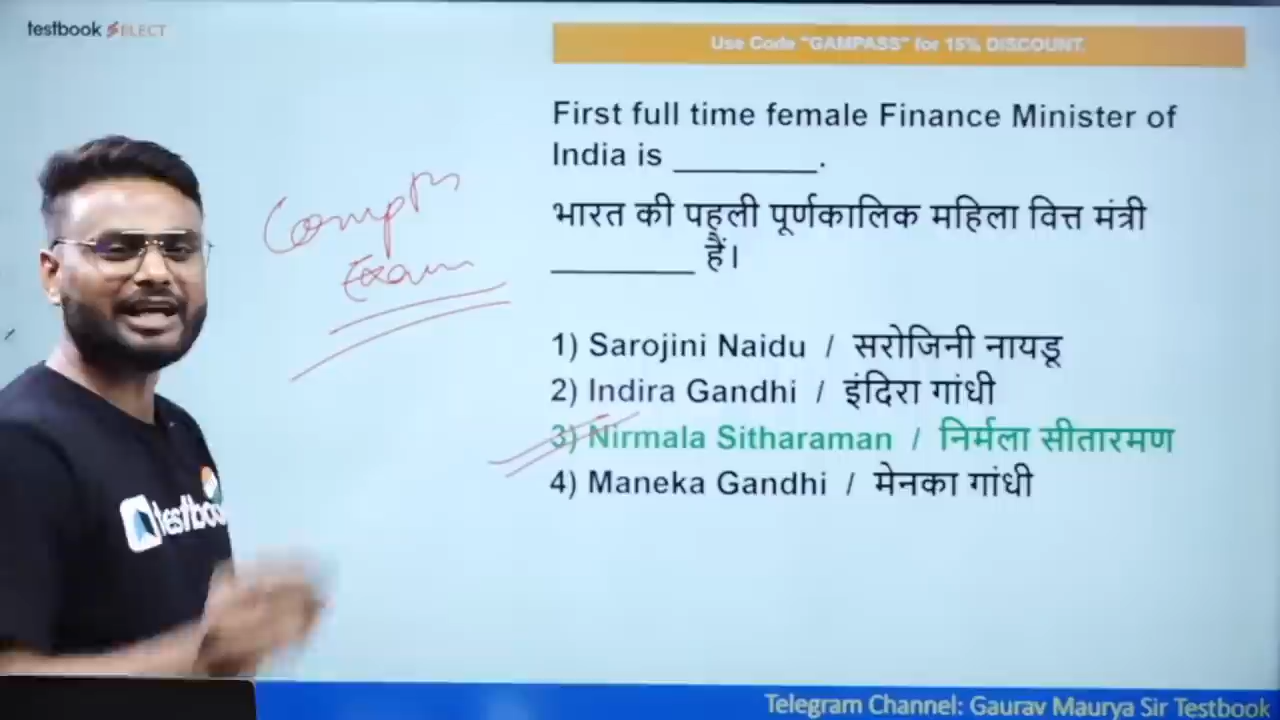 testbook SELECT
Use Code "GAMPASS" for 15% DISCOUNT.
First full time female Finance Minister of
India is ________.
भारत की पहली पूर्णकालिक महिला वित्त मंत्री
________ हैं।
Exam
1) Sarojini Naidu / सरोजिनी नायडू
2) Indira Gandhi / इंदिरा गांधी
3) Nirmala Sitharaman / निर्मला सीतारमण
4) Maneka Gandhi / मेनका गांधी
testbook
Telegram Channel: Gaurav Maurya Sir Testbook